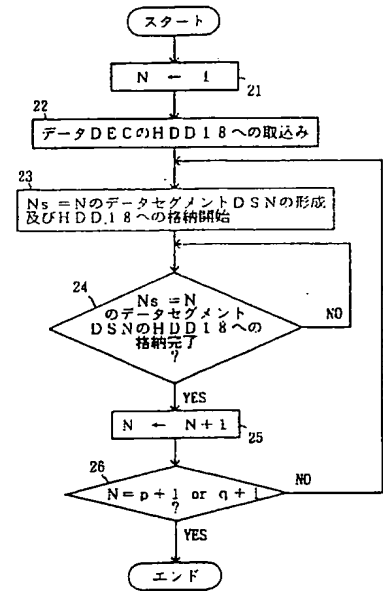 スタート
N ← 1
21
22
データDECのHDD18への取込み
23
Ns =NのデータセグメントDSNの形成
及びHDD.18への格納開始
24
Ns =N
のデータセグメント
DSNのHDD18への
格納完了
?
NO
YES
N ← N+1
25
26
N=p+1 or q+1
?
NO
YES
エンド